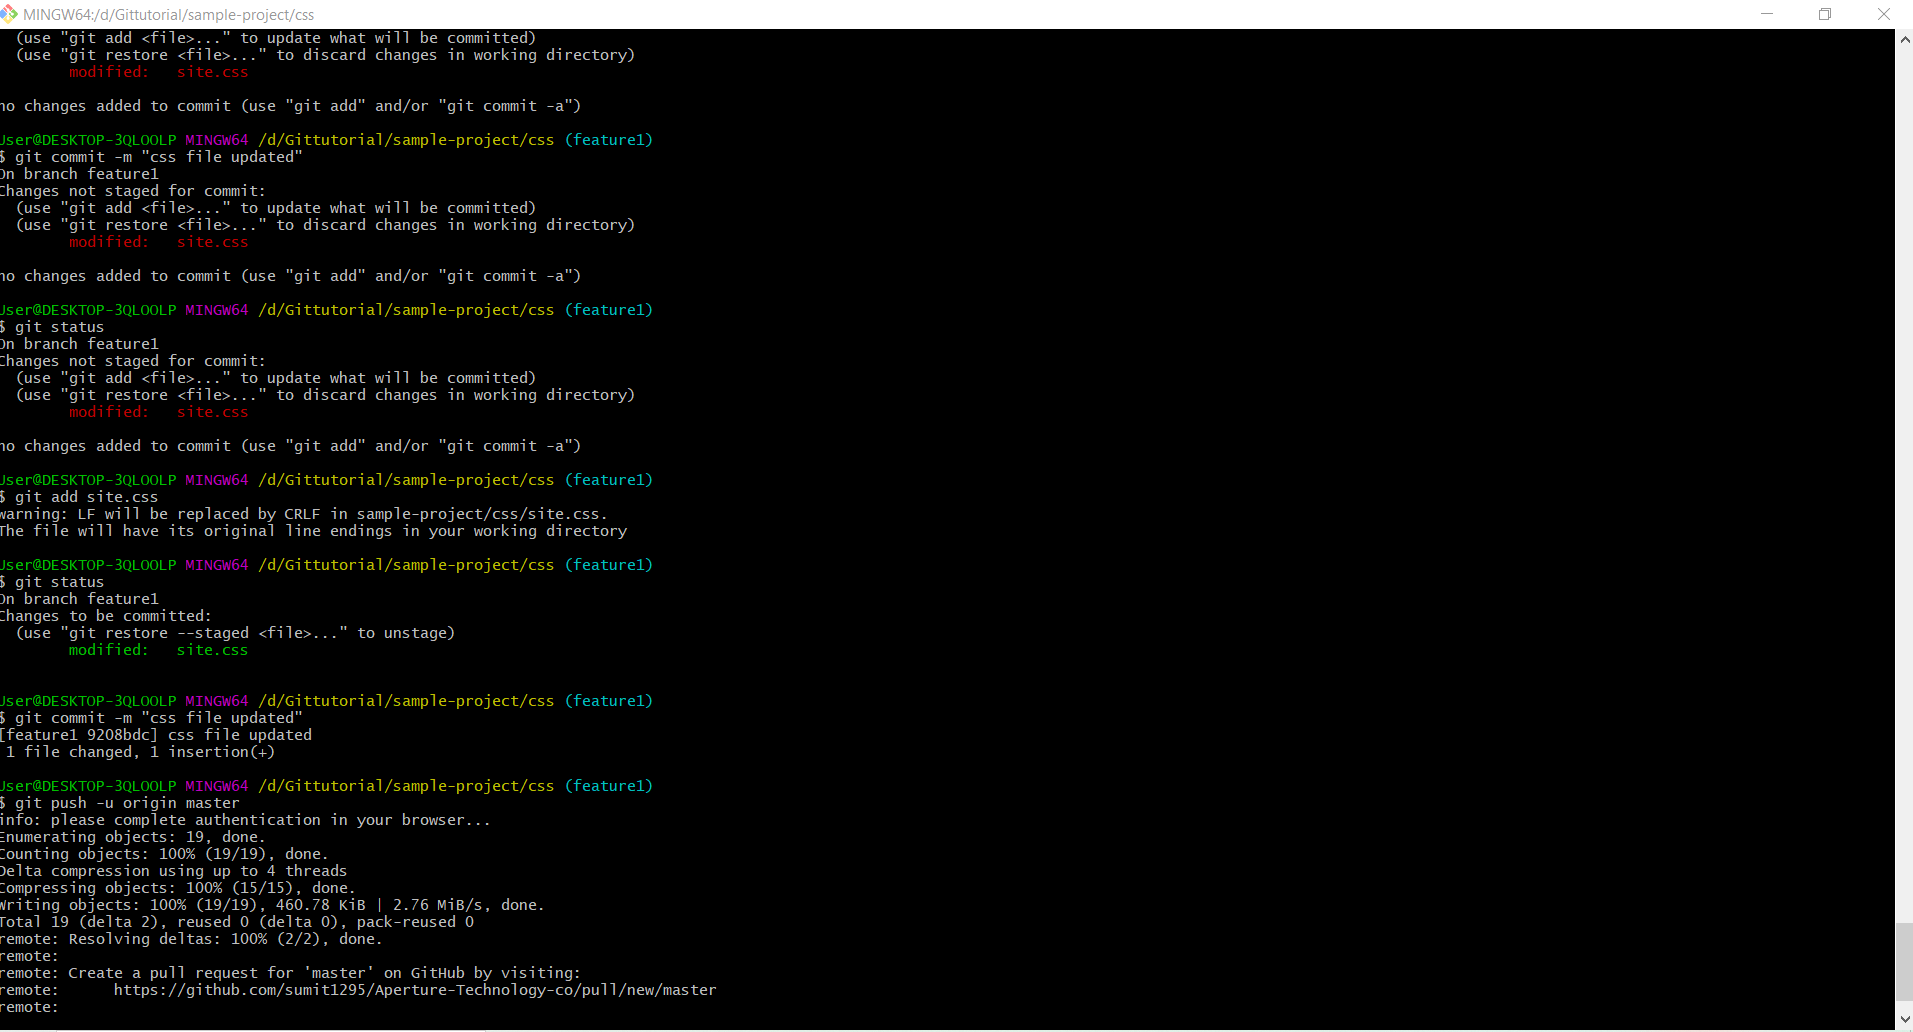 MINGW64:/d/Gittutorial/sample-project/css
(use "git add <file>..." to update what will be committed)
(use "git restore <file>..." to discard changes in working directory)
modified:   site.css
no changes added to commit (use "git add" and/or "git commit -a")
User@DESKTOP-3QLOOLP MINGW64 /d/Gittutorial/sample-project/css (feature1)
$ git commit -m "css file updated"
On branch feature1
Changes not staged for commit:
(use "git add <file>..." to update what will be committed)
(use "git restore <file>..." to discard changes in working directory)
modified:   site.css
no changes added to commit (use "git add" and/or "git commit -a")
User@DESKTOP-3QLOOLP MINGW64 /d/Gittutorial/sample-project/css (feature1)
$ git status
On branch feature1
Changes not staged for commit:
(use "git add <file>..." to update what will be committed)
(use "git restore <file>..." to discard changes in working directory)
modified:   site.css
no changes added to commit (use "git add" and/or "git commit -a")
User@DESKTOP-3QLOOLP MINGW64 /d/Gittutorial/sample-project/css (feature1)
$ git add site.css
warning: LF will be replaced by CRLF in sample-project/css/site.css.
The file will have its original line endings in your working directory
User@DESKTOP-3QLOOLP MINGW64 /d/Gittutorial/sample-project/css (feature1)
$ git status
On branch feature1
Changes to be committed:
(use "git restore --staged <file>..." to unstage)
modified:   site.css
User@DESKTOP-3QLOOLP MINGW64 /d/Gittutorial/sample-project/css (feature1)
$ git commit -m "css file updated"
[feature1 9208bdc] css file updated
1 file changed, 1 insertion(+)
User@DESKTOP-3QLOOLP MINGW64 /d/Gittutorial/sample-project/css (feature1)
$ git push -u origin master
info: please complete authentication in your browser...
Enumerating objects: 19, done.
Counting objects: 100% (19/19), done.
Delta compression using up to 4 threads
Compressing objects: 100% (15/15), done.
Writing objects: 100% (19/19), 460.78 KiB | 2.76 MiB/s, done.
Total 19 (delta 2), reused 0 (delta 0), pack-reused 0
remote: Resolving deltas: 100% (2/2), done.
remote:
remote: Create a pull request for 'master' on GitHub by visiting:
remote:      https://github.com/sumit1295/Aperture-Technology-co/pull/new/master
remote: